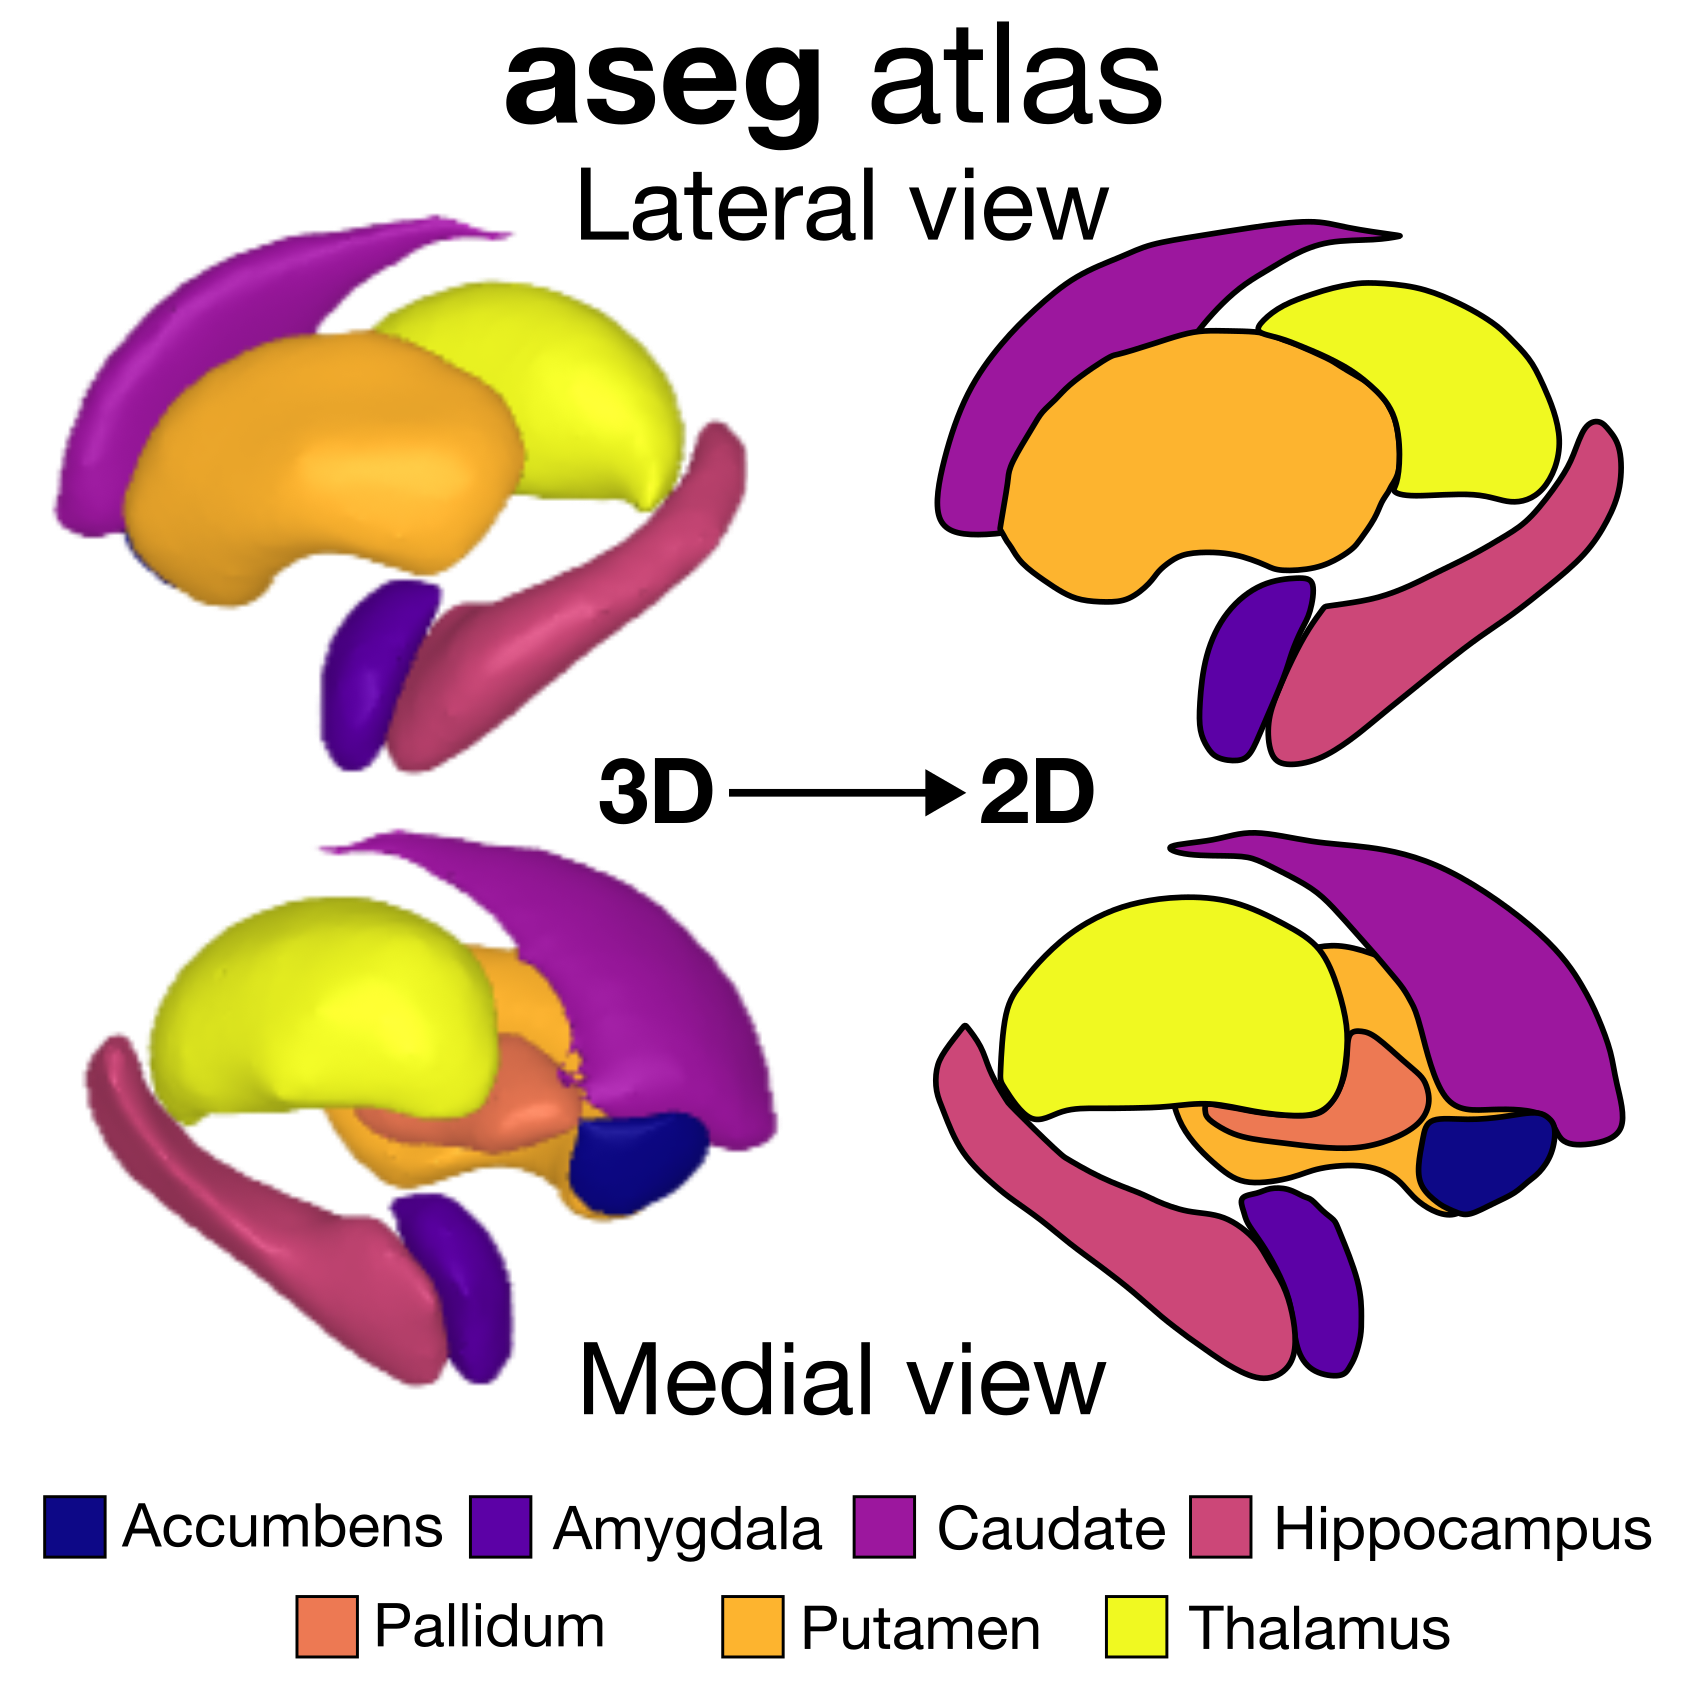 aseg atlas
Lateral view
3D 2D
Medial view
Accumbens Amygdala Caudate Hippocampus
Pallidum Putamen Thalamus